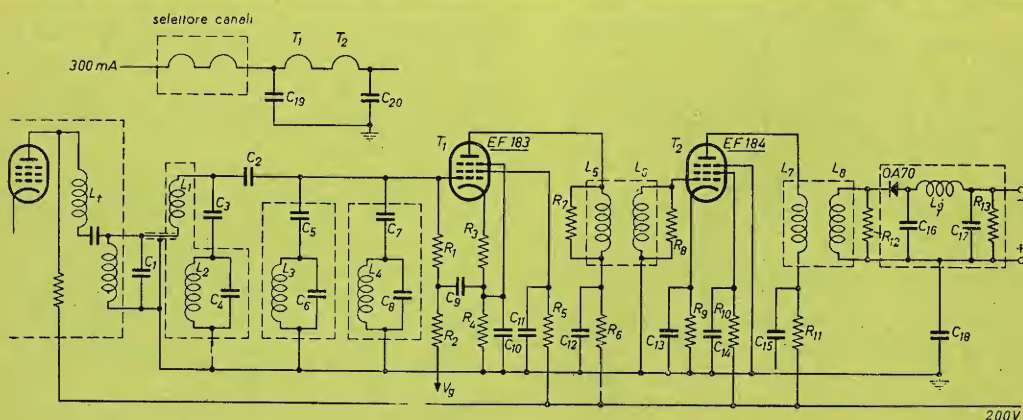 selettore canali
T1
T2
300mA
C19
C20
T1
EF 183
T2
EF 184
L5
L6
L7
L8
OA70
Lt
L1
C2
C3
C5
C7
R1
R3
R7
R8
R12
C16
L9
C17
R13
C1
L2
C4
L3
C6
L4
C8
C9
R2
R4
C10
C11
R5
C12
R6
C13
R9
C14
R10
C15
R11
C18
Vg
200V
−
+